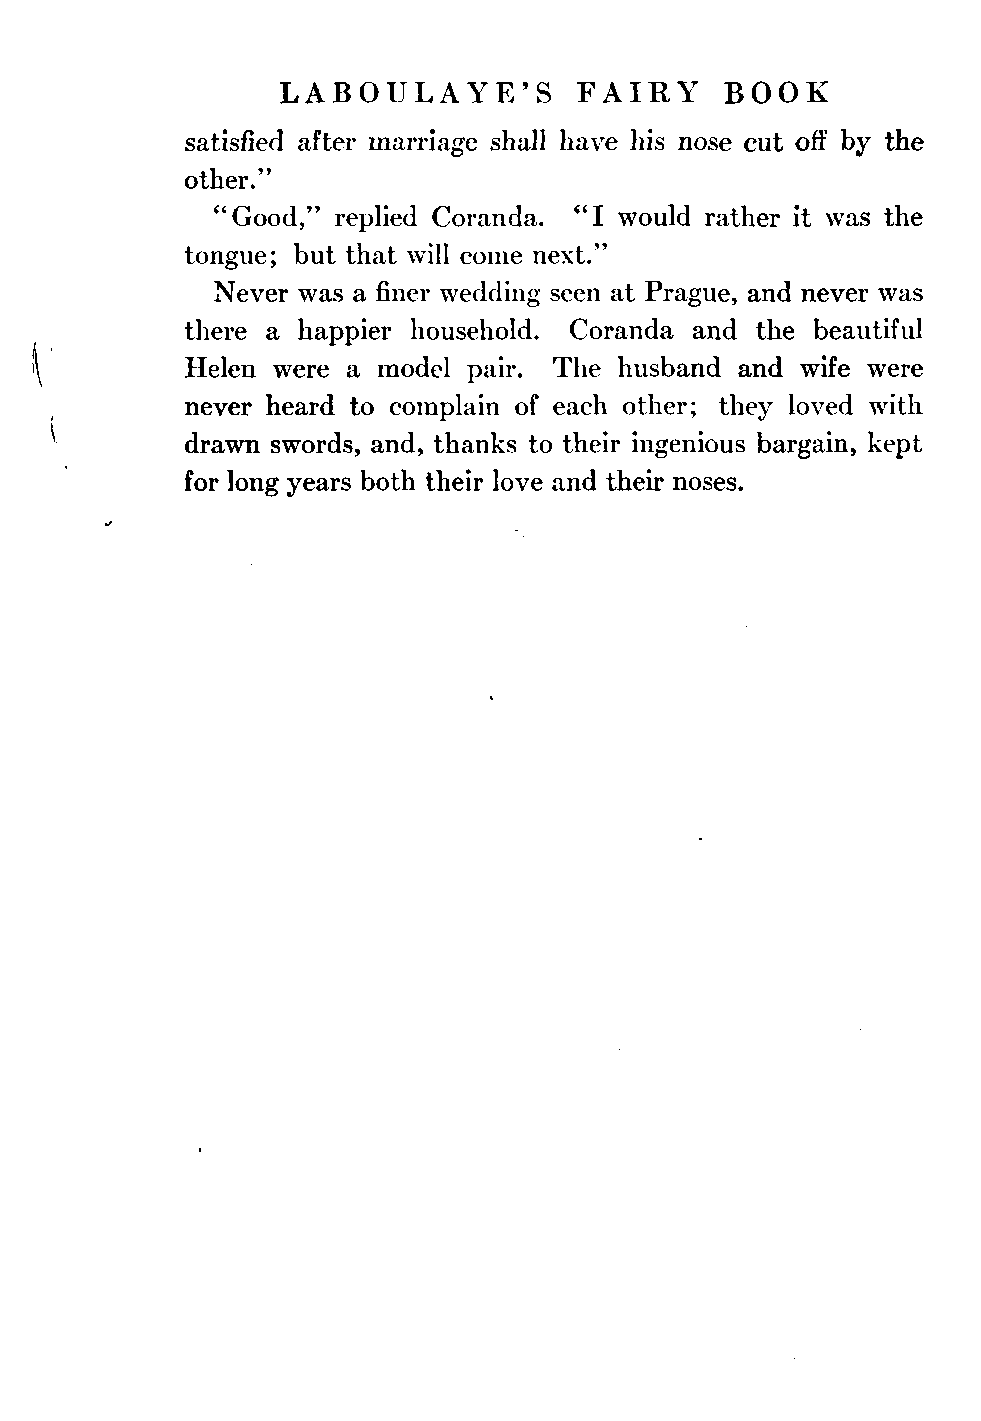 LABOULAYE'S FAIRY BOOK
satisfied after marriage shall have his nose cut off by the
other."
"Good," replied Coranda. "I would rather it was the
tongue; but that will come next."
Never was a finer wedding seen at Prague, and never was
there a happier household. Coranda and the beautiful
Helen were a model pair. The husband and wife were
never heard to complain of each other; they loved with
drawn swords, and, thanks to their ingenious bargain, kept
for long years both their love and their noses.